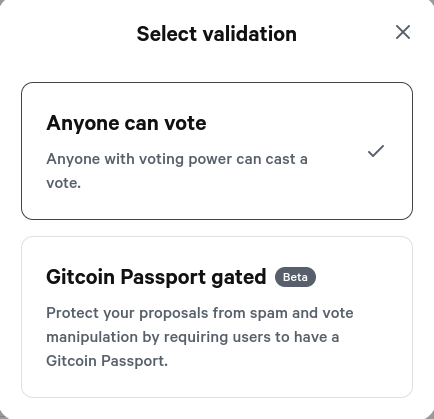 Select validation
Anyone can vote
Anyone with voting power can cast a
vote.
Gitcoin Passport gated Beta
Protect your proposals from spam and vote
manipulation by requiring users to have a
Gitcoin Passport.